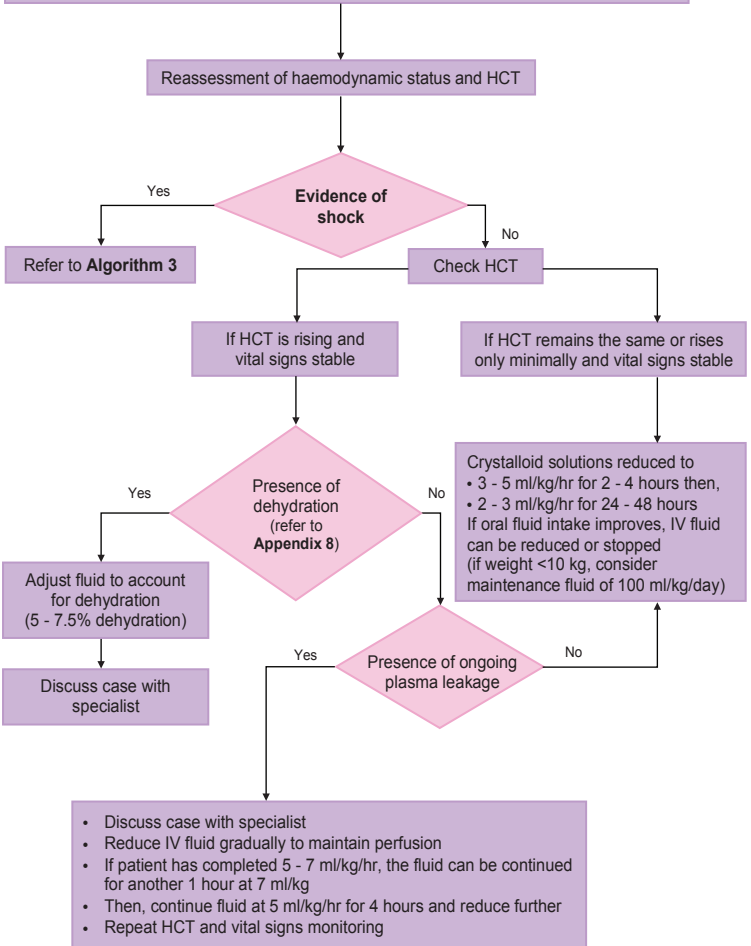 Reassessment of haemodynamic status and HCT
Evidence of
shock
Yes
No
Refer to Algorithm 3
Check HCT
If HCT is rising and
vital signs stable
If HCT remains the same or rises
only minimally and vital signs stable
Presence of
dehydration
(refer to
Appendix 8)
Yes
No
Crystalloid solutions reduced to
• 3 - 5 ml/kg/hr for 2 - 4 hours then,
• 2 - 3 ml/kg/hr for 24 - 48 hours
If oral fluid intake improves, IV fluid
can be reduced or stopped
(if weight <10 kg, consider
maintenance fluid of 100 ml/kg/day)
Adjust fluid to account
for dehydration
(5 - 7.5% dehydration)
Discuss case with
specialist
Presence of ongoing
plasma leakage
Yes
No
• Discuss case with specialist
• Reduce IV fluid gradually to maintain perfusion
• If patient has completed 5 - 7 ml/kg/hr, the fluid can be continued
for another 1 hour at 7 ml/kg
• Then, continue fluid at 5 ml/kg/hr for 4 hours and reduce further
• Repeat HCT and vital signs monitoring